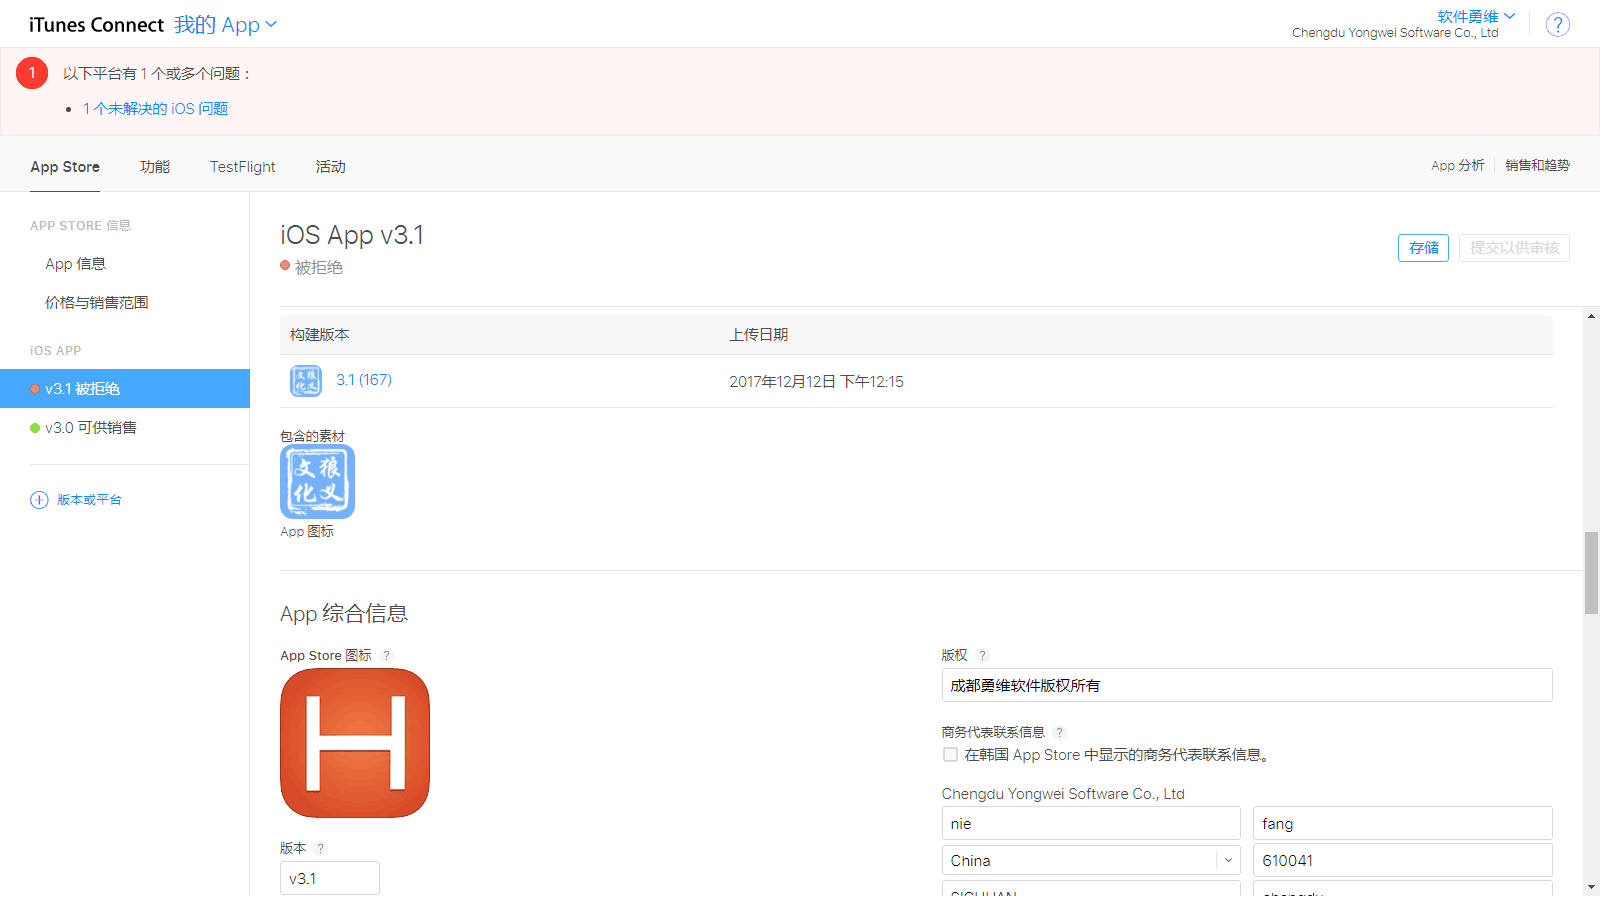 iTunes Connect 我的 App
软件勇维
Chengdu Yongwei Software Co., Ltd
?
1
以下平台有 1 个或多个问题：
1 个未解决的 iOS 问题
App Store 功能 TestFlight 活动
App 分析 销售和趋势
APP STORE 信息
App 信息
价格与销售范围
iOS APP
v3.1 被拒绝
v3.0 可供销售
版本或平台
iOS App v3.1
被拒绝
存储 提交以供审核
构建版本 上传日期
文狼
化义
3.1 (167) 2017年12月12日 下午12:15
包含的素材
文狼
化义
App 图标
App 综合信息
App Store 图标 ?
H
版本 ?
v3.1
版权 ?
成都勇维软件版权所有
商务代表联系信息 ?
在韩国 App Store 中显示的商务代表联系信息。
Chengdu Yongwei Software Co., Ltd
nie fang
China 610041